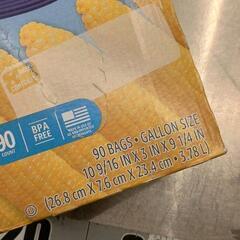 90
COUNT
BPA
FREE
90 BAGS • GALLON SIZE
10 9/16 IN X 3 IN X 9 1/4 IN
(26.8 cm X 7.6 cm X 23.4 cm • 3.78 L)